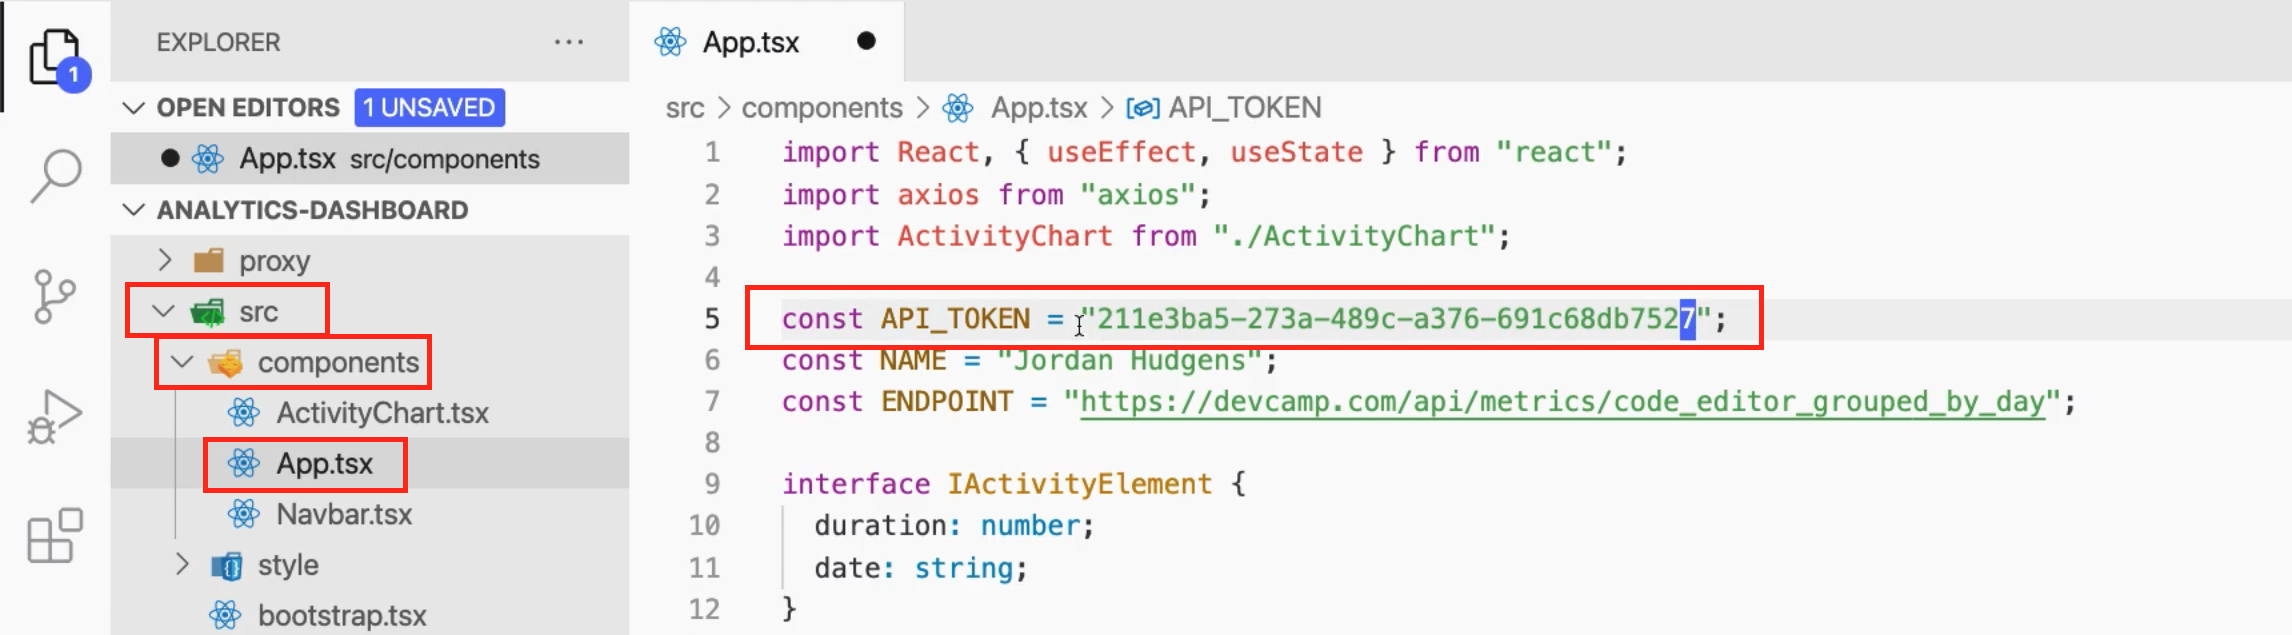 EXPLORER
1
OPEN EDITORS 1 UNSAVED
App.tsx src/components
ANALYTICS-DASHBOARD
proxy
src
components
ActivityChart.tsx
App.tsx
Navbar.tsx
style
bootstrap.tsx
App.tsx
src > components > App.tsx > API_TOKEN
1 import React, { useEffect, useState } from "react";
2 import axios from "axios";
3 import ActivityChart from "./ActivityChart";
4
5 const API_TOKEN = "211e3ba5-273a-489c-a376-691c68db7527";
6 const NAME = "Jordan Hudgens";
7 const ENDPOINT = "https://devcamp.com/api/metrics/code_editor_grouped_by_day";
8
9 interface IActivityElement {
10 duration: number;
11 date: string;
12 }